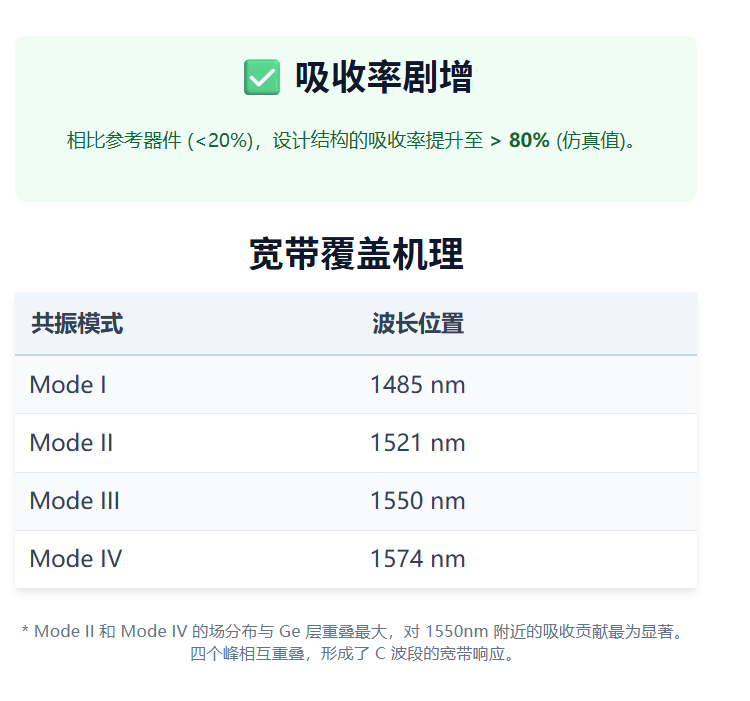 ✅ 吸收率剧增
相比参考器件 (<20%)，设计结构的吸收率提升至 > 80% (仿真值)。
宽带覆盖机理
共振模式 波长位置
Mode I 1485 nm
Mode II 1521 nm
Mode III 1550 nm
Mode IV 1574 nm
* Mode II 和 Mode IV 的场分布与 Ge 层重叠最大，对 1550nm 附近的吸收贡献最为显著。
四个峰相互重叠，形成了 C 波段的宽带响应。